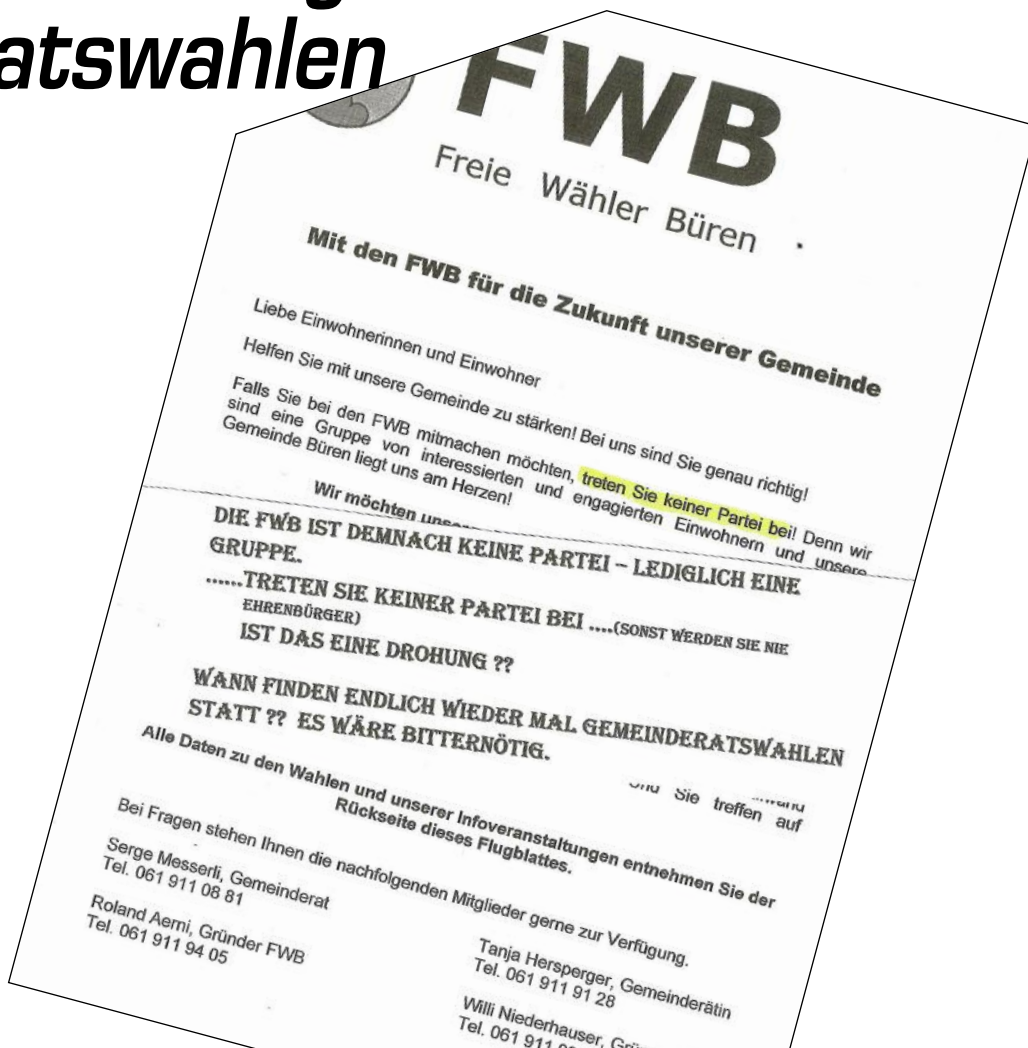 atswahlen
FWB
Freie Wähler Büren
Mit den FWB für die Zukunft unserer Gemeinde
Liebe Einwohnerinnen und Einwohner
Helfen Sie mit unsere Gemeinde zu stärken! Bei uns sind Sie genau richtig!
Falls Sie bei den FWB mitmachen möchten, treten Sie keiner Partei bei! Denn wir
sind eine Gruppe von interessierten und engagierten Einwohnern und unsere
Gemeinde Büren liegt uns am Herzen!
Wir möchten
DIE FWB IST DEMNACH KEINE PARTEI – LEDIGLICH EINE
GRUPPE.
......TRETEN SIE KEINER PARTEI BEI ....(SONST WERDEN SIE NIE
EHRENBÜRGER)
IST DAS EINE DROHUNG ??
WANN FINDEN ENDLICH WIEDER MAL GEMEINDERATSWAHLEN
STATT ?? ES WÄRE BITTERNÖTIG.
Sie treffen auf
Alle Daten zu den Wahlen und unserer Infoveranstaltungen entnehmen Sie der
Rückseite dieses Flugblattes.
Bei Fragen stehen Ihnen die nachfolgenden Mitglieder gerne zur Verfügung.
Serge Messerli, Gemeinderat
Tel. 061 911 08 81
Roland Aerni, Gründer FWB
Tel. 061 911 94 05
Tanja Hersperger, Gemeinderätin
Tel. 061 911 91 28
Willi Niederhauser,
Tel. 061 911